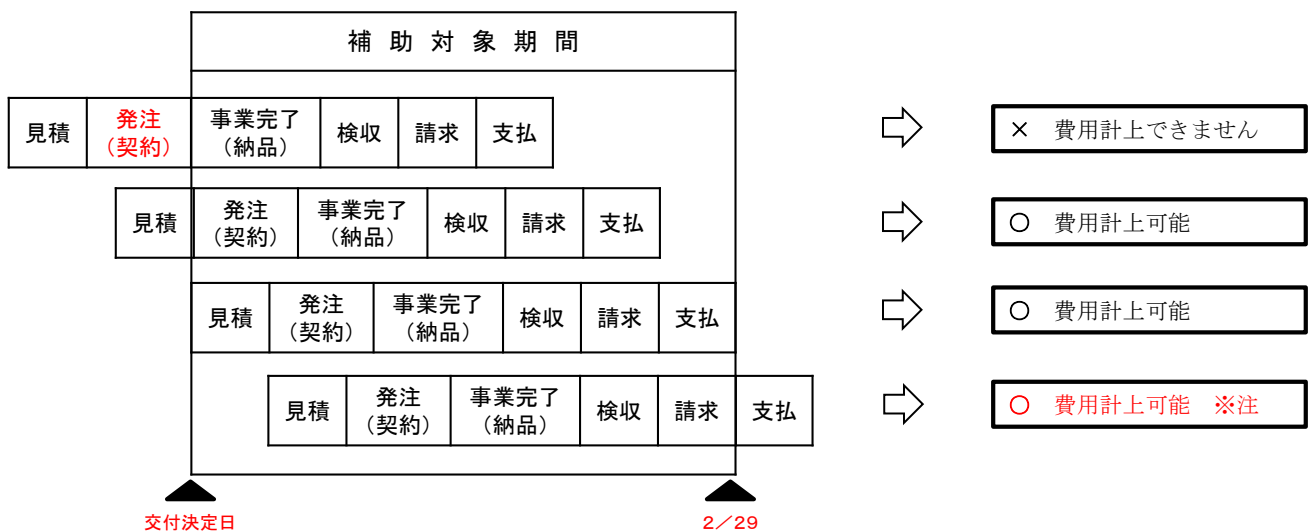 補助対象期間
見積 発注 事業完了 検収 請求 支払 × 費用計上できません
(契約) (納品)
見積 発注 事業完了 検収 請求 支払 ○ 費用計上可能
(契約) (納品)
見積 発注 事業完了 検収 請求 支払 ○ 費用計上可能
(契約) (納品)
見積 発注 事業完了 検収 請求 支払 ○ 費用計上可能 ※注
(契約) (納品)
交付決定日 2/29